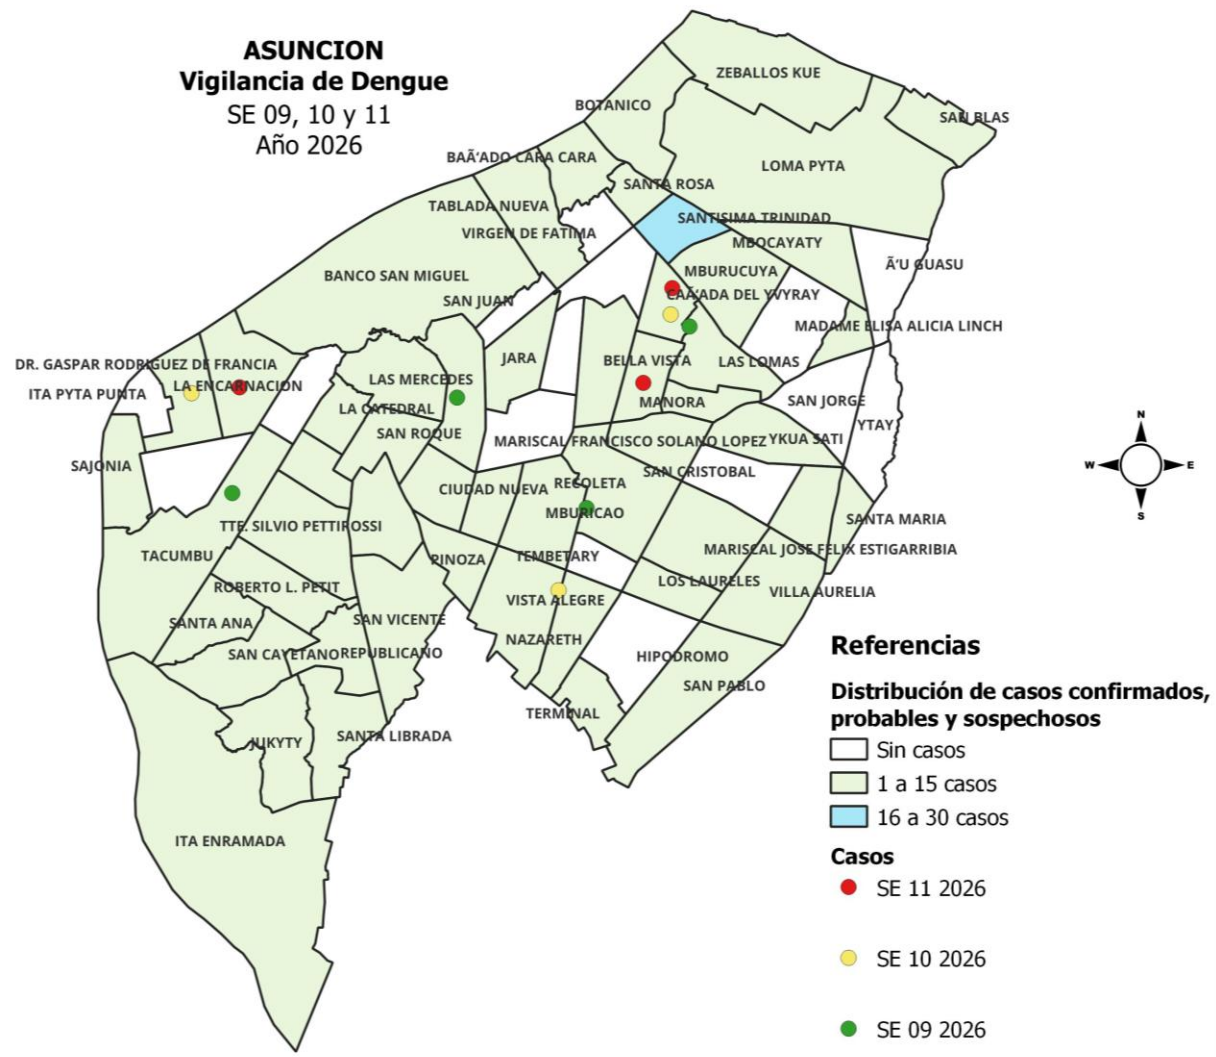 ASUNCION
Vigilancia de Dengue
SE 09, 10 y 11
Año 2026
ZEBALLOS KUE
BOTANICO
SAN BLAS
BAÃ'ADO CARA CARA
LOMA PYTA
SANTA ROSA
TABLADA NUEVA
SANTISIMA TRINIDAD
VIRGEN DE FATIMA
MBOCAYATY
Ã'U GUASU
BANCO SAN MIGUEL
MBURUCUYA
CAÃ'ADA DEL YVYRAY
SAN JUAN
MADAME ELISA ALICIA LINCH
JARA
BELLA VISTA
LAS LOMAS
DR. GASPAR RODRIGUEZ DE FRANCIA
LAS MERCEDES
LA ENCARNACION
ITA PYTA PUNTA
LA CATEDRAL
MANORA
SAN JORGE
YTAY
SAN ROQUE
MARISCAL FRANCISCO SOLANO LOPEZ
YKUA SATI
SAJONIA
SAN CRISTOBAL
CIUDAD NUEVA
RECOLETA
MBURICAO
SANTA MARIA
TTE. SILVIO PETTIROSSI
TACUMBU
PINOZA
TEMBETARY
MARISCAL JOSE FELIX ESTIGARRIBIA
LOS LAURELES
ROBERTO L. PETIT
VISTA ALEGRE
VILLA AURELIA
SANTA ANA
SAN VICENTE
NAZARETH
SAN CAYETANO
REPUBLICANO
HIPODROMO
SAN PABLO
TERMINAL
JUKYTY
SANTA LIBRADA
ITA ENRAMADA
N
W
E
S
Referencias
Distribución de casos confirmados,
probables y sospechosos
Sin casos
1 a 15 casos
16 a 30 casos
Casos
SE 11 2026
SE 10 2026
SE 09 2026